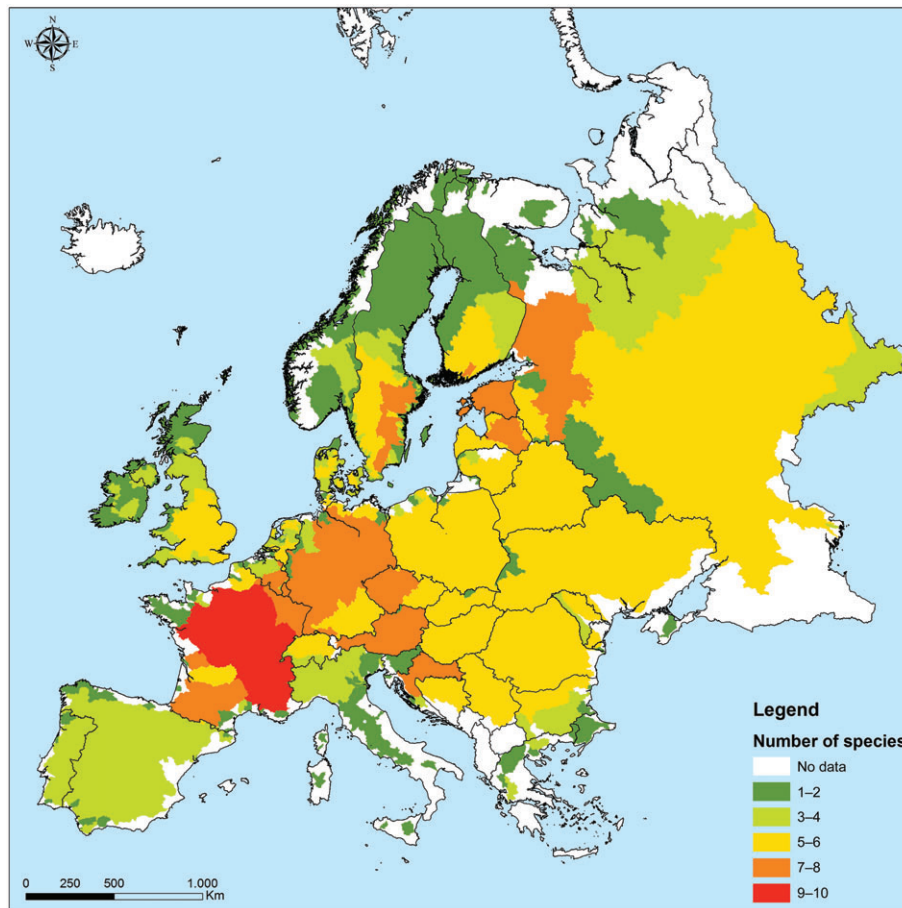 N
W E
S
Legend
Number of species
No data
1–2
3–4
5–6
7–8
9–10
0 250 500 1.000
Km